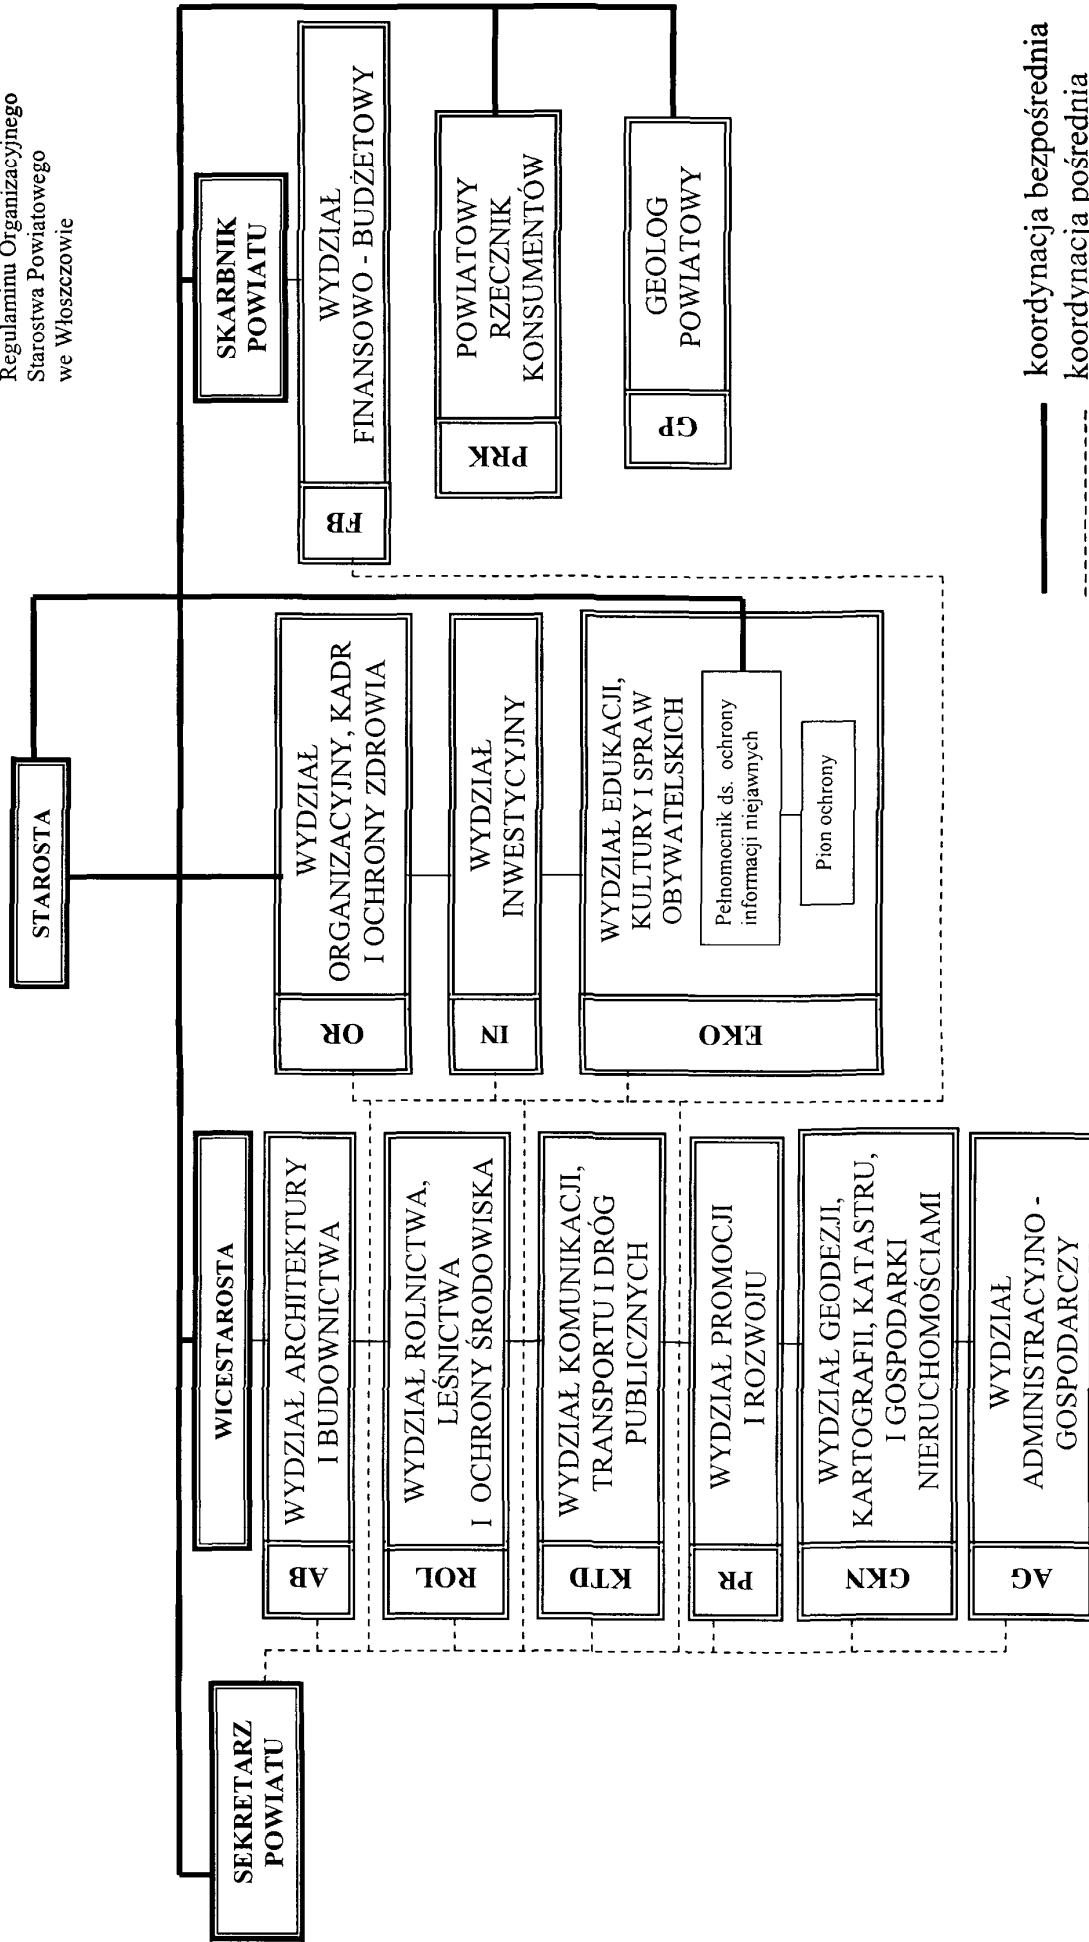 Regulaminu Organizacyjnego
Starostwa Powiatowego
we Włoszczowie
STAROSTA
SEKRETARZ
POWIATU
WICESTAROSTA
AB
WYDZIAŁ ARCHITEKTURY
I BUDOWNICTWA
ROL
WYDZIAŁ ROLNICTWA,
LEŚNICTWA
I OCHRONY ŚRODOWISKA
KTD
WYDZIAŁ KOMUNIKACJI,
TRANSPORTU I DRÓG
PUBLICZNYCH
PR
WYDZIAŁ PROMOCJI
I ROZWOJU
GKN
WYDZIAŁ GEODEZJI,
KARTOGRAFII, KATASTRU,
I GOSPODARKI
NIERUCHOMOŚCIAMI
AG
WYDZIAŁ
ADMINISTRACYJNO -
GOSPODARCZY
OR
WYDZIAŁ
ORGANIZACYJNY, KADR
I OCHRONY ZDROWIA
IN
WYDZIAŁ
INWESTYCYJNY
EKO
WYDZIAŁ EDUKACJI,
KULTURY I SPRAW
OBYWATELSKICH
Pełnomocnik ds. ochrony
informacji niejawnych
Pion ochrony
SKARBNIK
POWIATU
FB
WYDZIAŁ
FINANSOWO - BUDŻETOWY
PRK
POWIATOWY
RZECZNIK
KONSUMENTÓW
GP
GEOLOG
POWIATOWY
koordynacja bezpośrednia
koordynacja pośrednia